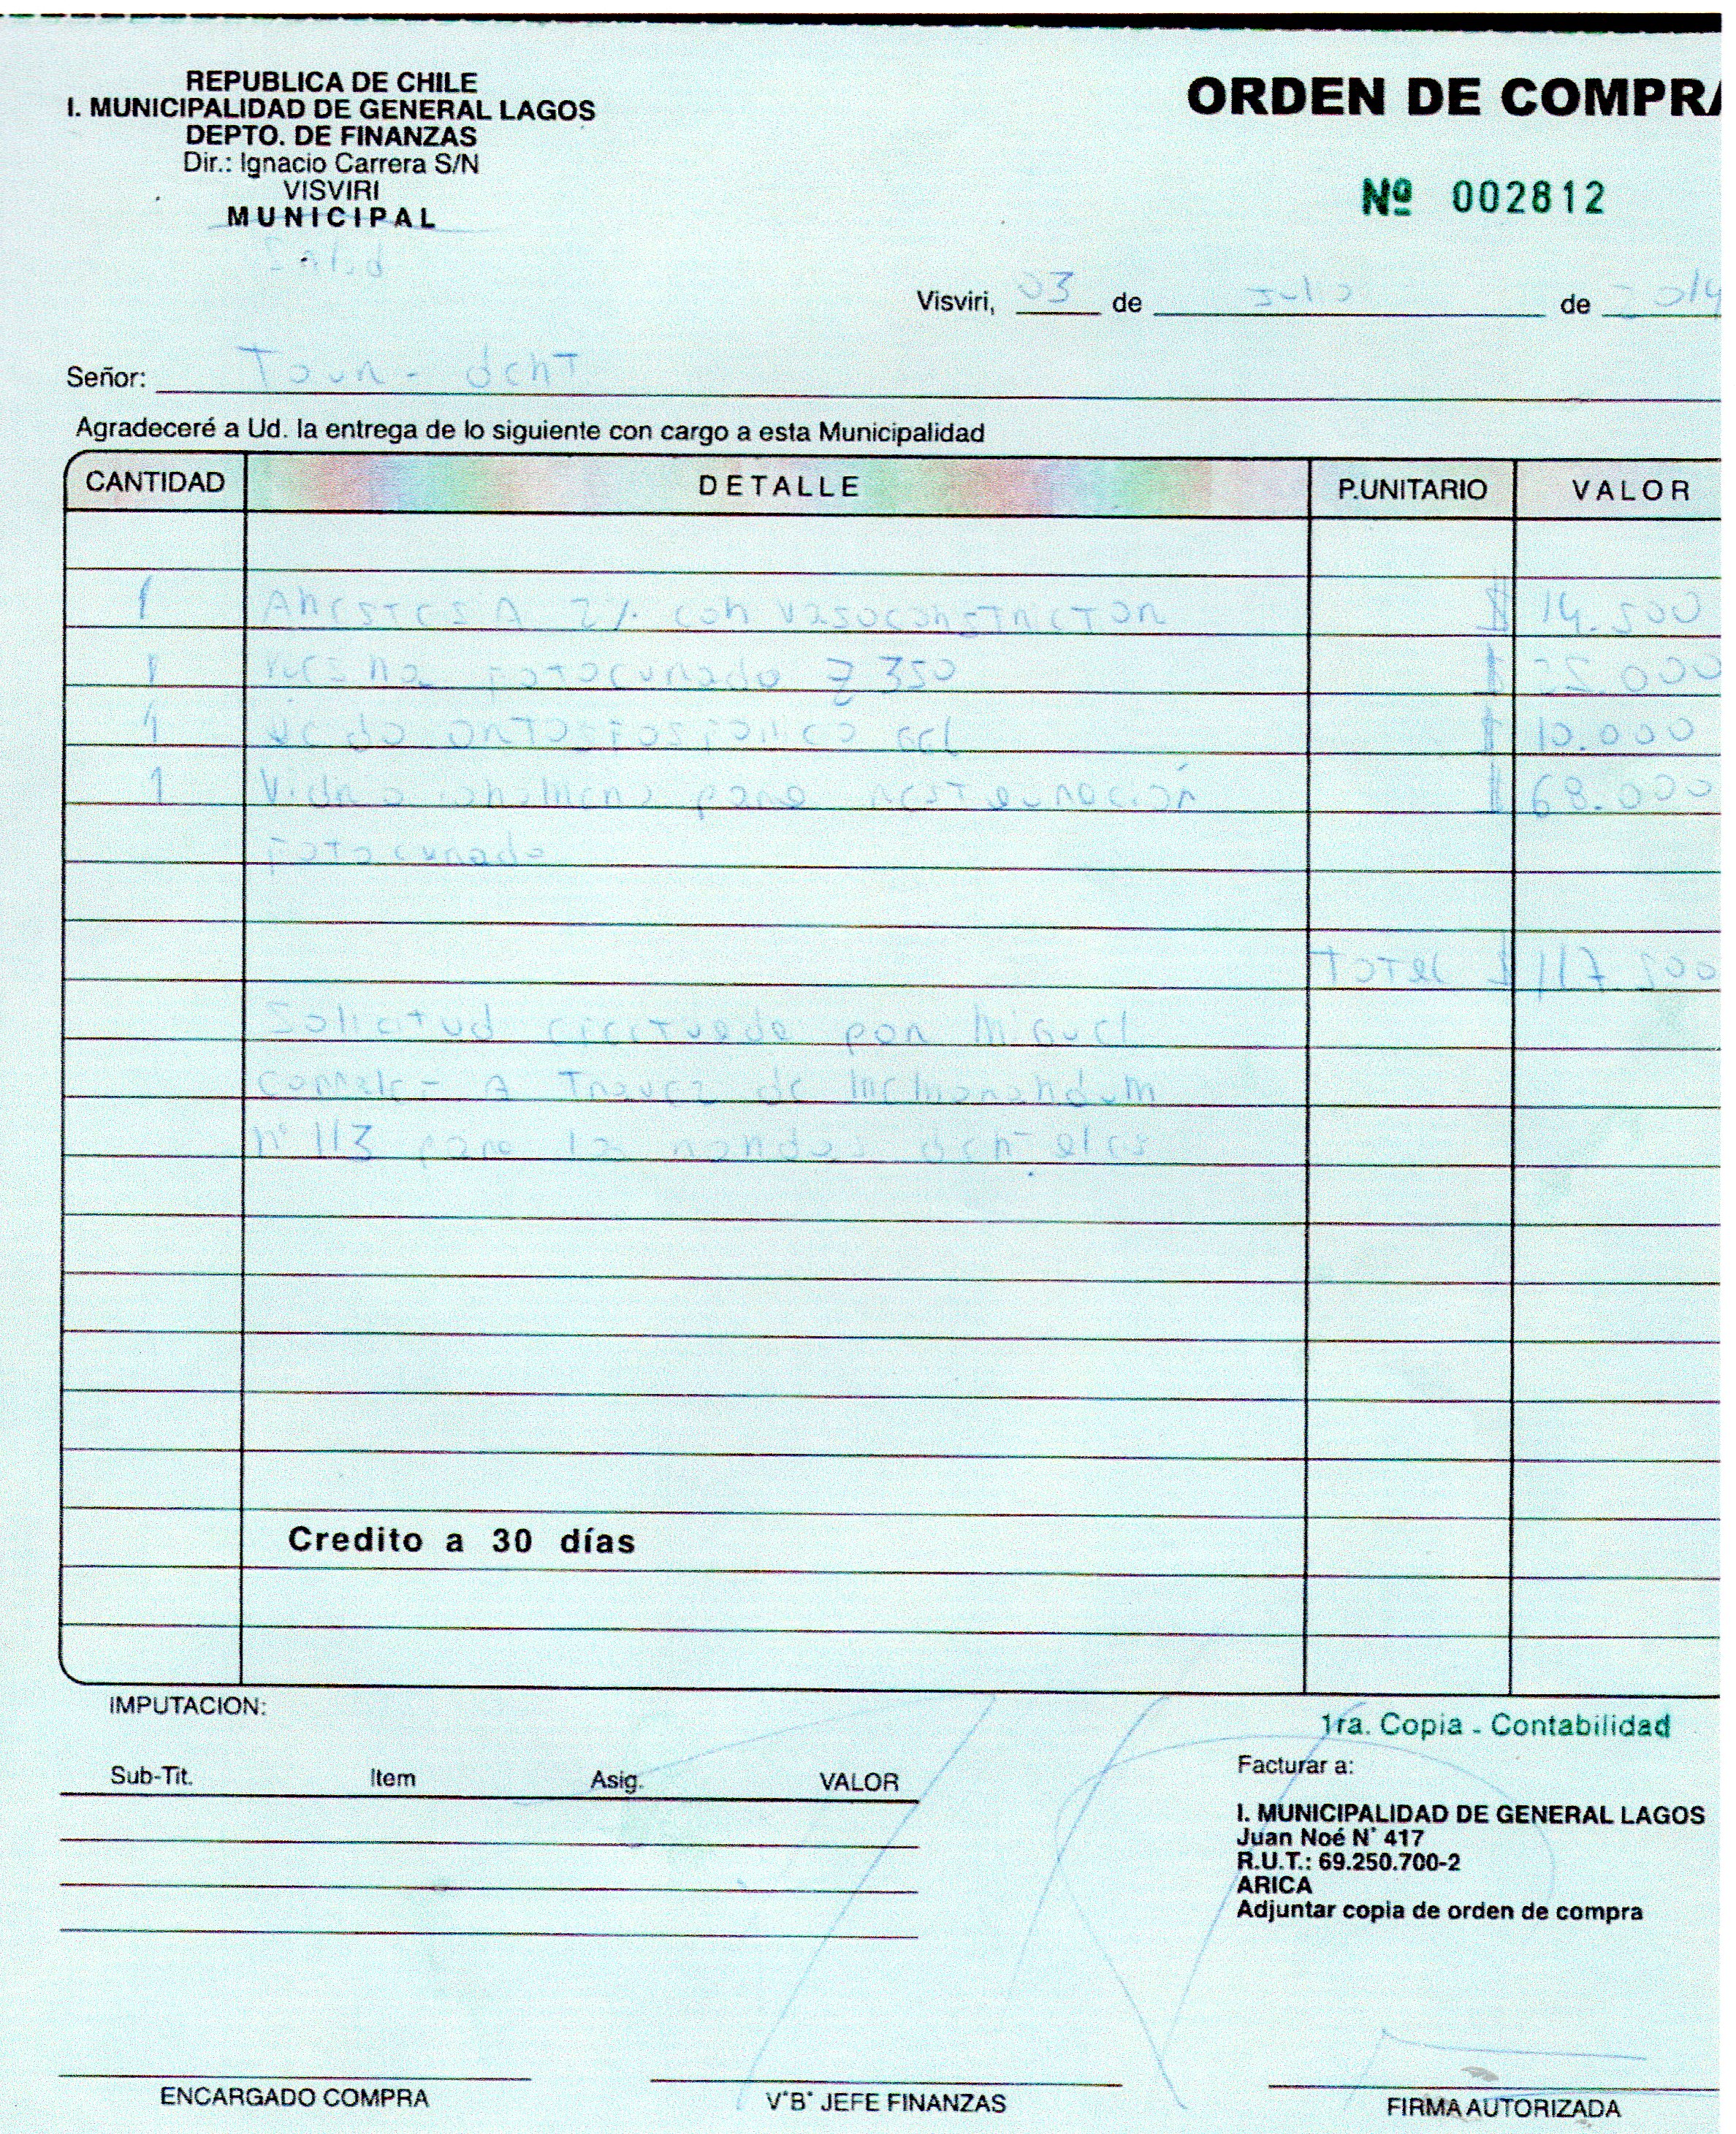 REPUBLICA DE CHILE
I. MUNICIPALIDAD DE GENERAL LAGOS
DEPTO. DE FINANZAS
Dir.: Ignacio Carrera S/N
VISVIRI
MUNICIPAL
Salud
ORDEN DE COMPRA
Nº 002812
Visviri, 03 de Julio de 2014
Señor: Toun - dent
Agradeceré a Ud. la entrega de lo siguiente con cargo a esta Municipalidad
CANTIDAD DETALLE P.UNITARIO VALOR
1 2% con vasoconstrictor $ 14.500
1 Resina fotocurado Z 350 $ 25.000
1 ácido ortofosforico gel $ 10.000
1 Vidrio ionomero para restauración $ 68.000
Fotocurado
Total $ 117.500
Solicitud efectuada por Miguel
A Traves de Memorandum
n° 113 para las rondas dentales
Credito a 30 días
IMPUTACION:
Sub-Tit. Item Asig. VALOR
1ra. Copia - Contabilidad
Facturar a:
I. MUNICIPALIDAD DE GENERAL LAGOS
Juan Noé N° 417
R.U.T.: 69.250.700-2
ARICA
Adjuntar copia de orden de compra
ENCARGADO COMPRA V°B° JEFE FINANZAS FIRMA AUTORIZADA